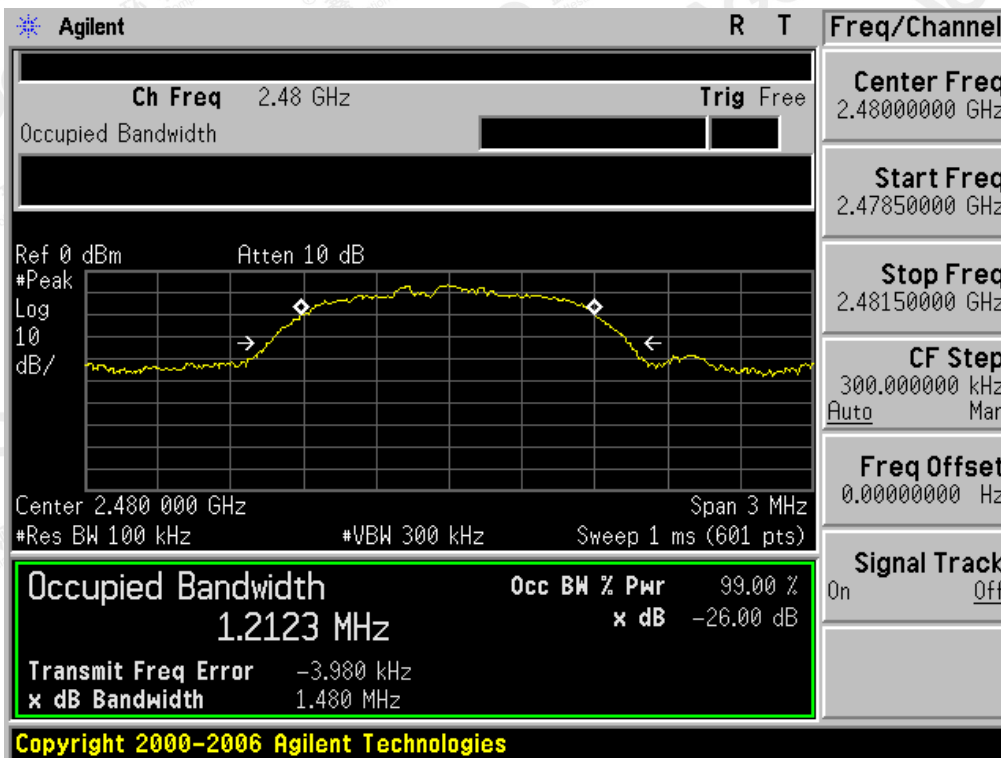 Agilent R T
Freq/Channel
Ch Freq 2.48 GHz Trig Free
Occupied Bandwidth
Center Freq
2.48000000 GHz
Start Freq
2.47850000 GHz
Stop Freq
2.48150000 GHz
CF Step
300.000000 kHz
Auto Man
Freq Offset
0.00000000 Hz
Signal Track
On Off
Ref 0 dBm Atten 10 dB
#Peak
Log
10
dB/
Center 2.480 000 GHz Span 3 MHz
#Res BW 100 kHz #VBW 300 kHz Sweep 1 ms (601 pts)
Occupied Bandwidth
1.2123 MHz
Occ BW % Pwr 99.00 %
x dB -26.00 dB
Transmit Freq Error -3.980 kHz
x dB Bandwidth 1.480 MHz
Copyright 2000-2006 Agilent Technologies